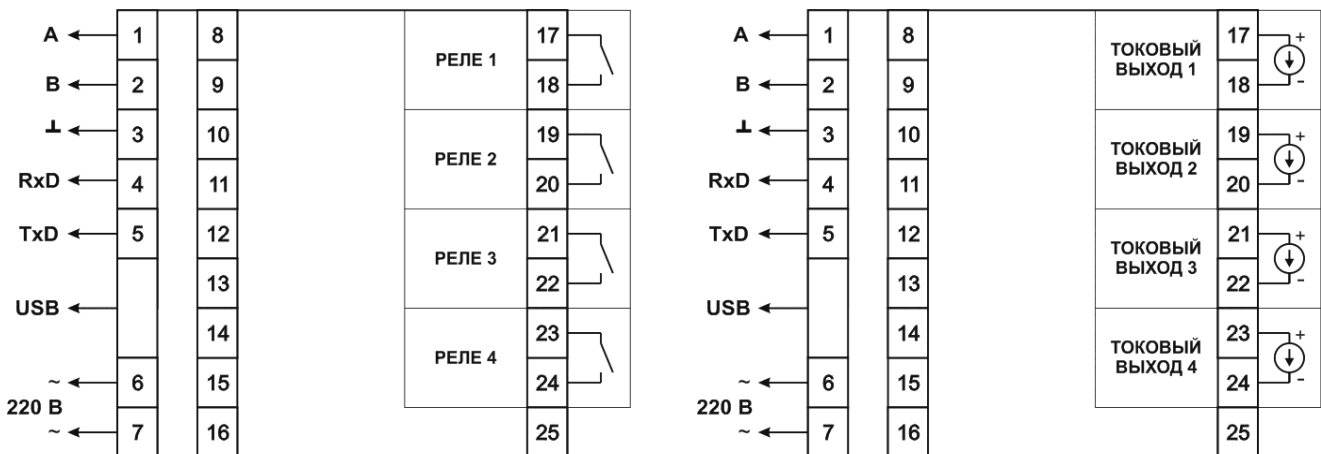 A 1 8 РЕЛЕ 1 17
B 2 9 18
⊥ 3 10 РЕЛЕ 2 19
RxD 4 11 20
TxD 5 12 РЕЛЕ 3 21
13 22
USB
14 РЕЛЕ 4 23
~ 6 15 24
220 В
~ 7 16 25
A 1 8 ТОКОВЫЙ 17 +
B 2 9 ВЫХОД 1 18 -
⊥ 3 10 ТОКОВЫЙ 19 +
RxD 4 11 ВЫХОД 2 20 -
TxD 5 12 ТОКОВЫЙ 21 +
13 ВЫХОД 3 22 -
USB
14 ТОКОВЫЙ 23 +
~ 6 15 ВЫХОД 4 24 -
220 В
~ 7 16 25